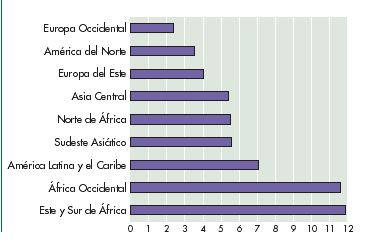 Europa Occidental
América del Norte
Europa del Este
Asia Central
Norte de África
Sudeste Asiático
América Latina y el Caribe
África Occidental
Este y Sur de África
0 1 2 3 4 5 6 7 8 9 10 11 12